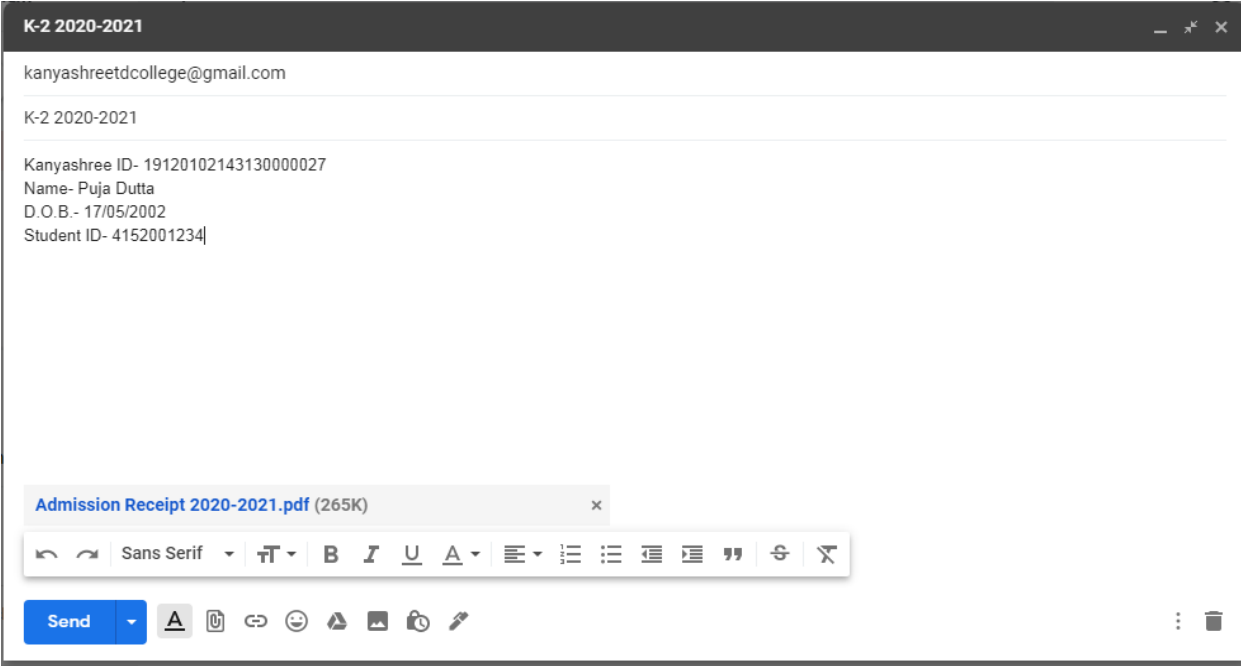 K-2 2020-2021
kanyashreetdcollege@gmail.com
K-2 2020-2021
Kanyashree ID- 19120102143130000027
Name- Puja Dutta
D.O.B.- 17/05/2002
Student ID- 4152001234
Admission Receipt 2020-2021.pdf (265K)
Sans Serif
Send